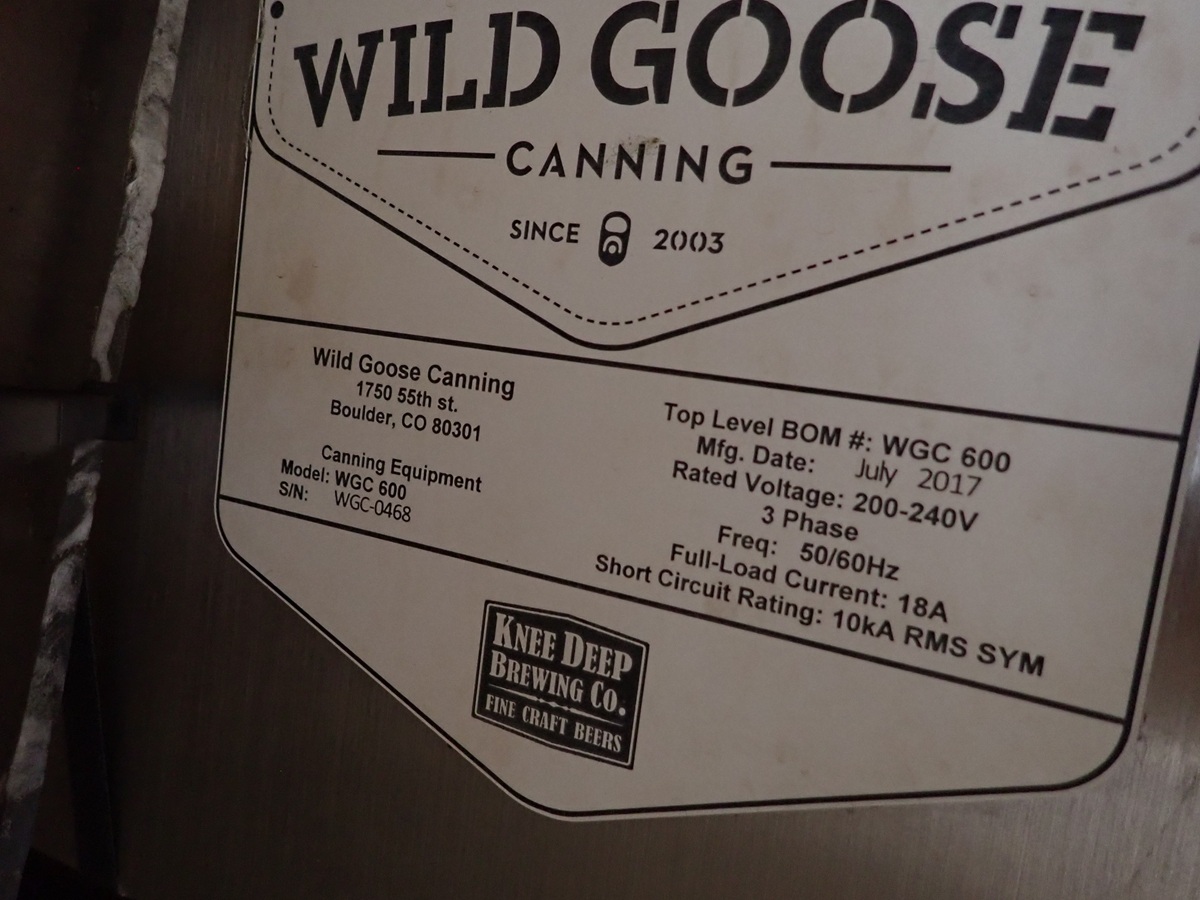 WILD GOOSE
CANNING
SINCE 2003
Wild Goose Canning
1750 55th st.
Boulder, CO 80301
Canning Equipment
Model: WGC 600
S/N: WGC-0468
Top Level BOM #: WGC 600
Mfg. Date: July 2017
Rated Voltage: 200-240V
3 Phase
Freq: 50/60Hz
Full-Load Current: 18A
Short Circuit Rating: 10kA RMS SYM
KNEE DEEP
BREWING CO.
FINE CRAFT BEERS